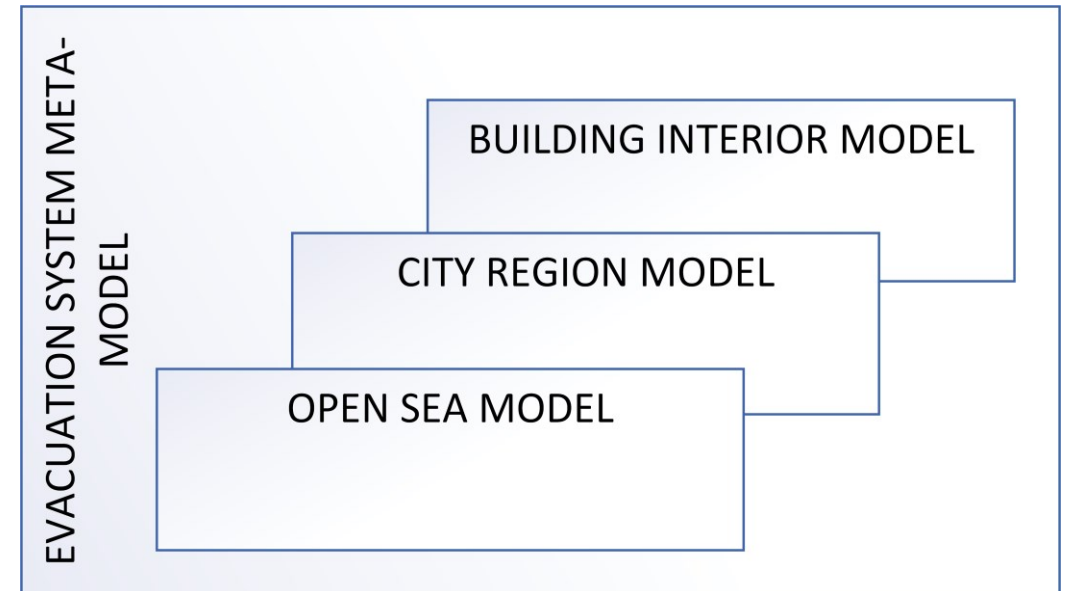 EVACUATION SYSTEM META-
MODEL
BUILDING INTERIOR MODEL
CITY REGION MODEL
OPEN SEA MODEL